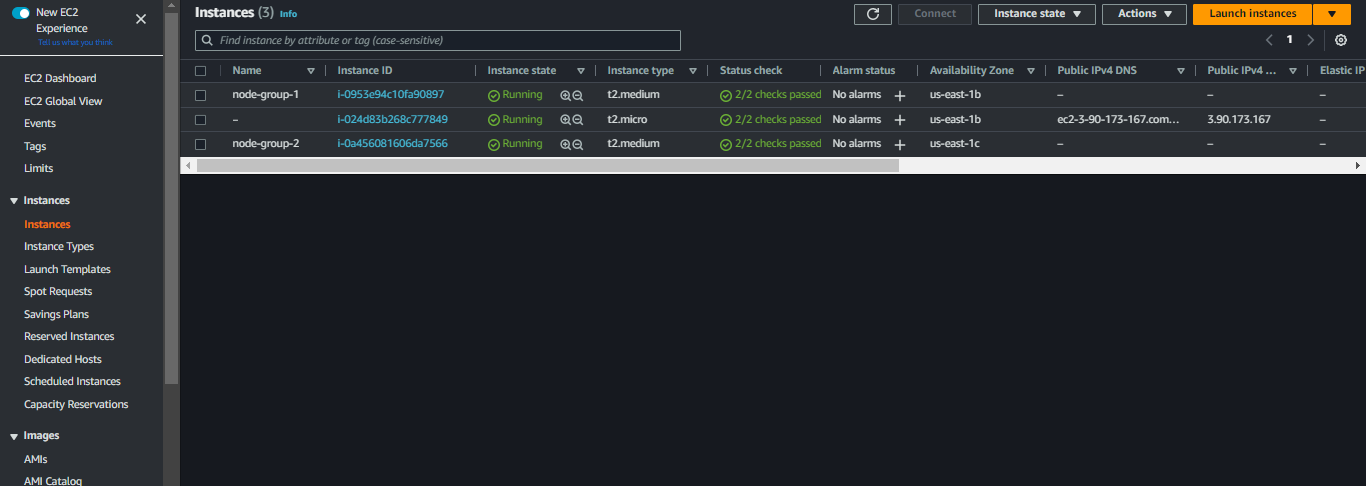 New EC2
Experience
Tell us what you think
EC2 Dashboard
EC2 Global View
Events
Tags
Limits
Instances
Instances
Instance Types
Launch Templates
Spot Requests
Savings Plans
Reserved Instances
Dedicated Hosts
Scheduled Instances
Capacity Reservations
Images
AMIs
AMI Catalog
Instances (3) Info
Connect Instance state Actions Launch instances
Find instance by attribute or tag (case-sensitive)
1
Name Instance ID Instance state Instance type Status check Alarm status Availability Zone Public IPv4 DNS Public IPv4 ... Elastic IP
node-group-1 i-0953e94c10fa90897 Running t2.medium 2/2 checks passed No alarms + us-east-1b – – –
– i-024d83b268c777849 Running t2.micro 2/2 checks passed No alarms + us-east-1b ec2-3-90-173-167.com... 3.90.173.167 –
node-group-2 i-0a456081606da7566 Running t2.medium 2/2 checks passed No alarms + us-east-1c – – –